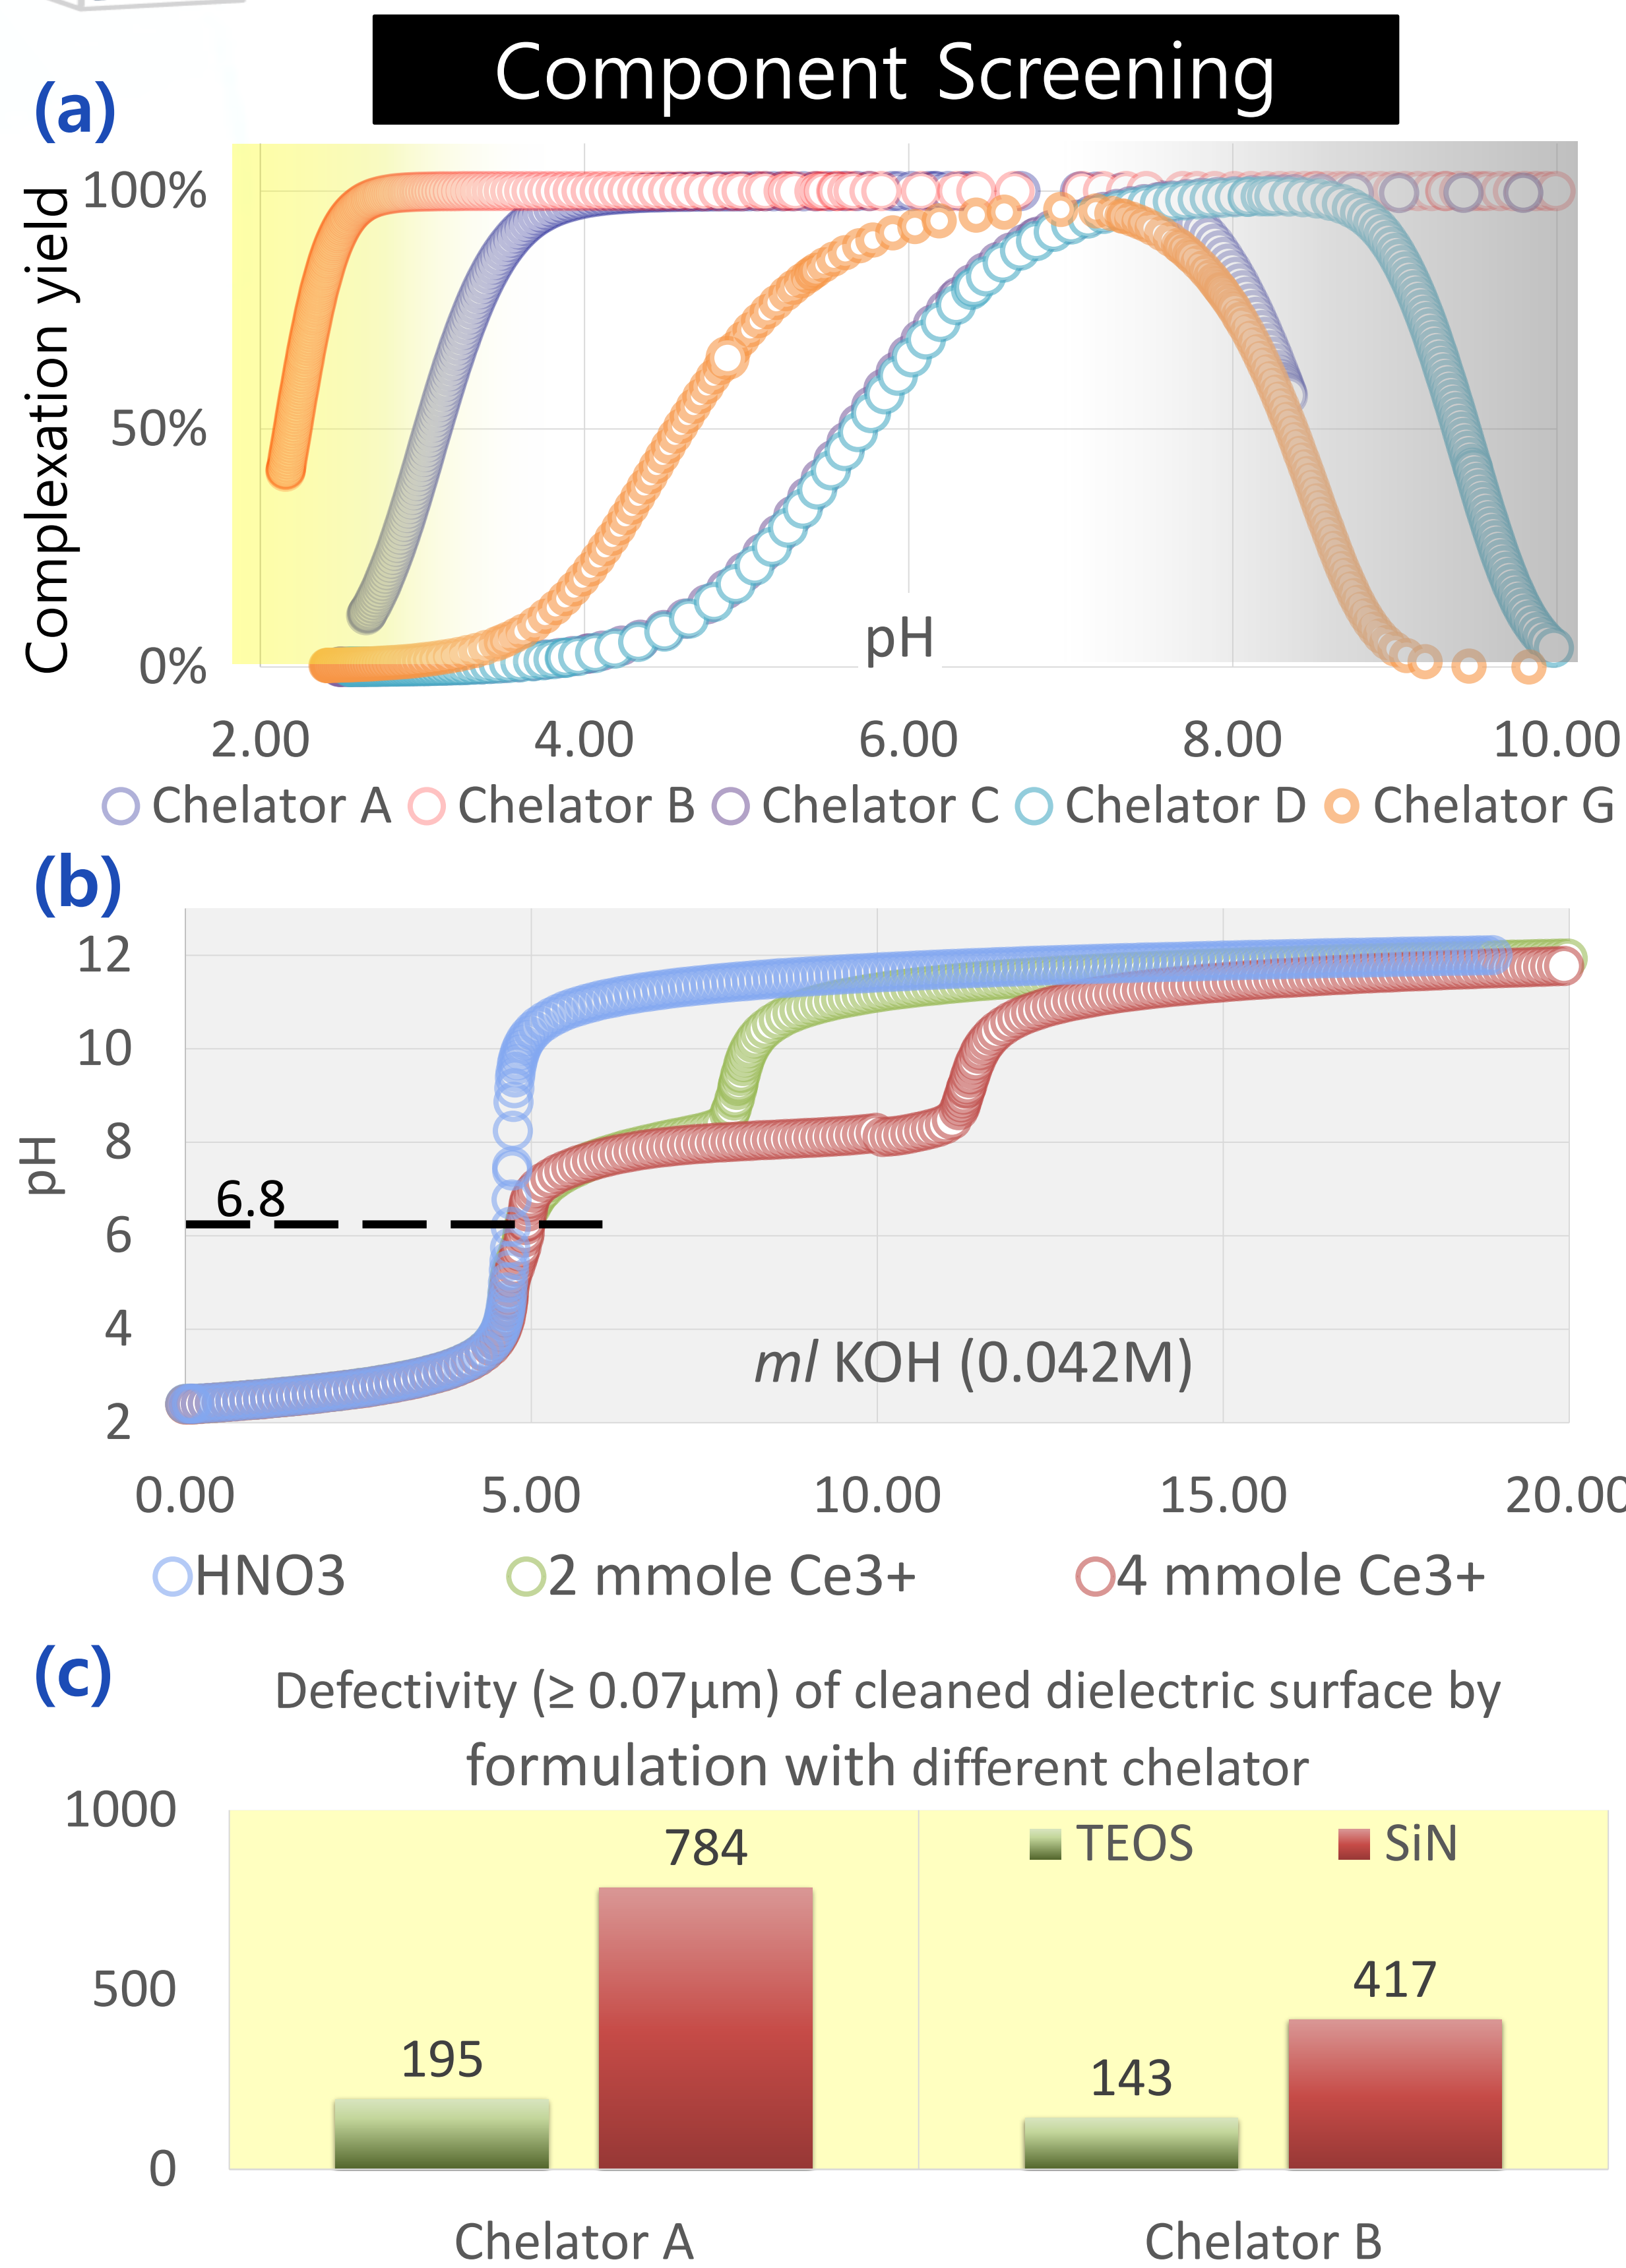 Component Screening
(a)
Complexation yield
100%
50%
0%
pH
2.00 4.00 6.00 8.00 10.00
Chelator A Chelator B Chelator C Chelator D Chelator G
(b)
pH
12
10
8
6.8
6
4
ml KOH (0.042M)
2
0.00 5.00 10.00 15.00 20.00
HNO3 2 mmole Ce3+ 4 mmole Ce3+
(c)
Defectivity (≥ 0.07µm) of cleaned dielectric surface by
formulation with different chelator
1000
TEOS SiN
784
500
417
195
143
0
Chelator A Chelator B